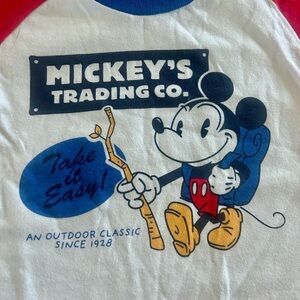 MICKEY'S
TRADING CO.
Take
it
Easy!
AN OUTDOOR CLASSIC
SINCE 1928